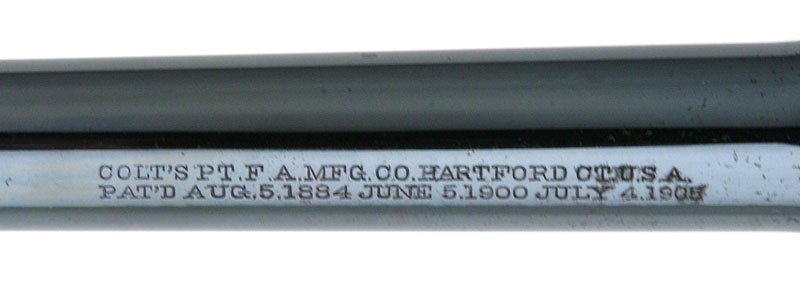 COLT'S PT. F. A. MFG. CO. HARTFORD CT. U.S.A.
PAT'D AUG. 5. 1884 JUNE 5. 1900 JULY 4. 1905